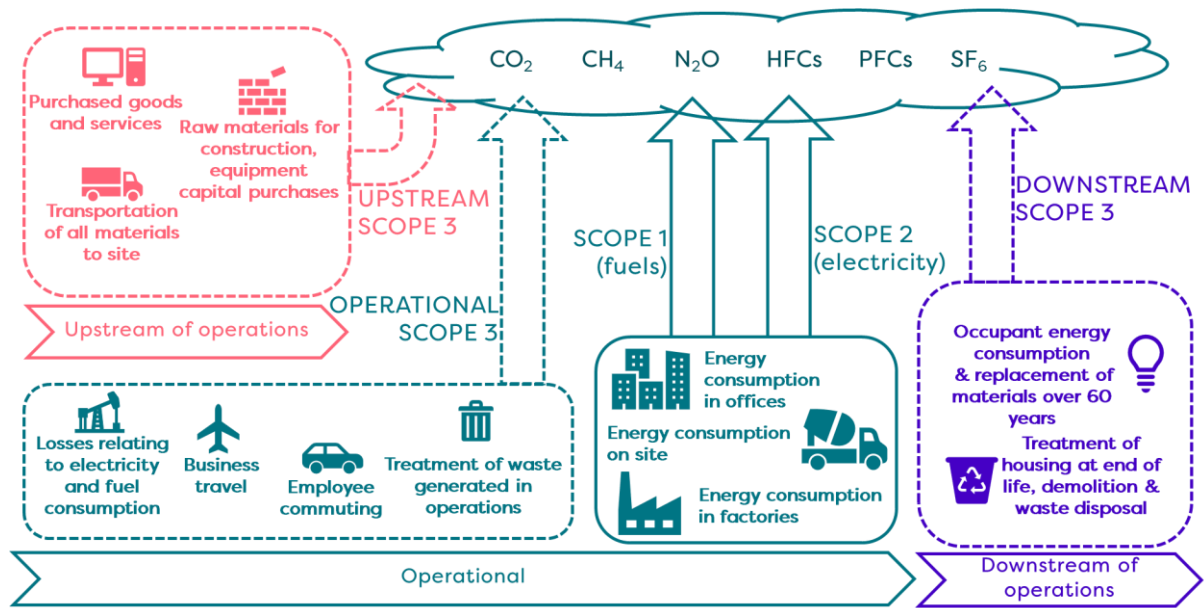 CO₂ CH₄ N₂O HFCs PFCs SF₆
Purchased goods
and services
Raw materials for
construction,
equipment
capital purchases
Transportation
of all materials
to site
UPSTREAM
SCOPE 3
Upstream of operations
OPERATIONAL
SCOPE 3
SCOPE 1
(fuels)
SCOPE 2
(electricity)
DOWNSTREAM
SCOPE 3
Losses relating
to electricity
and fuel
consumption
Business
travel
Employee
commuting
Treatment of waste
generated in
operations
Energy
consumption
in offices
Energy consumption
on site
Energy consumption
in factories
Occupant energy
consumption
& replacement of
materials over 60
years
Treatment of
housing at end of
life, demolition &
waste disposal
Operational
Downstream of
operations